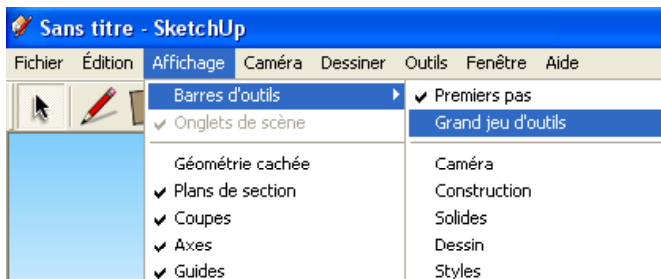 Sans titre - SketchUp
Fichier Édition Affichage Caméra Dessiner Outils Fenêtre Aide
Barres d'outils
Onglets de scène
Géométrie cachée
Plans de section
Coupes
Axes
Guides
Premiers pas
Grand jeu d'outils
Caméra
Construction
Solides
Dessin
Styles